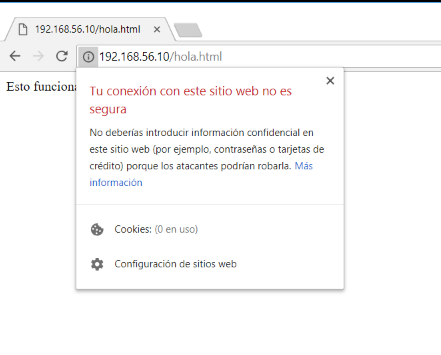 192.168.56.10/hola.html
192.168.56.10/hola.html
Esto funciona
Tu conexión con este sitio web no es
segura
No deberías introducir información confidencial en
este sitio web (por ejemplo, contraseñas o tarjetas de
crédito) porque los atacantes podrían robarla. Más
información
Cookies: (0 en uso)
Configuración de sitios web